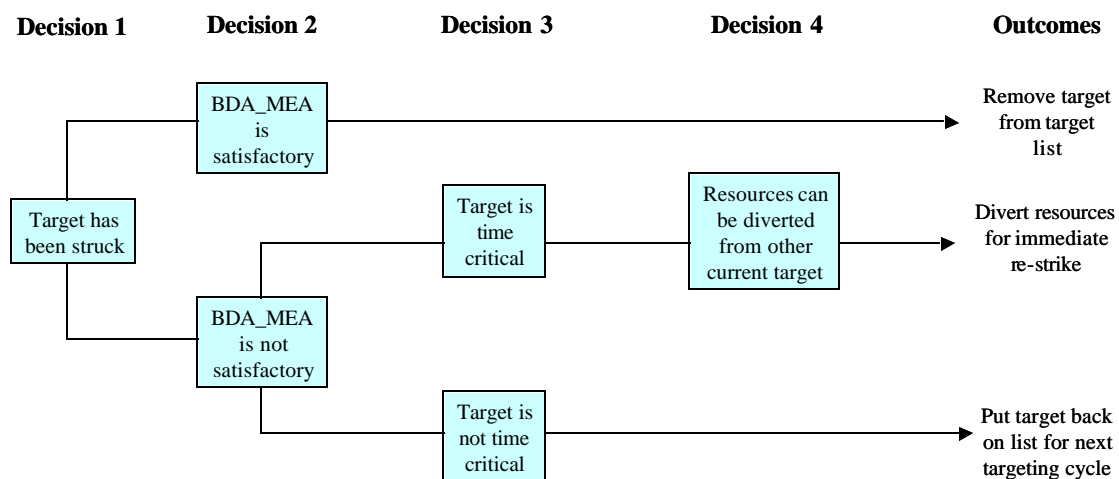 Decision 1
Decision 2
Decision 3
Decision 4
Outcomes
BDA_MEA
is
satisfactory
Remove target
from target
list
Target has
been struck
Target is
time
critical
Resources can
be diverted
from other
current target
Divert resources
for immediate
re-strike
BDA_MEA
is not
satisfactory
Target is
not time
critical
Put target back
on list for next
targeting cycle